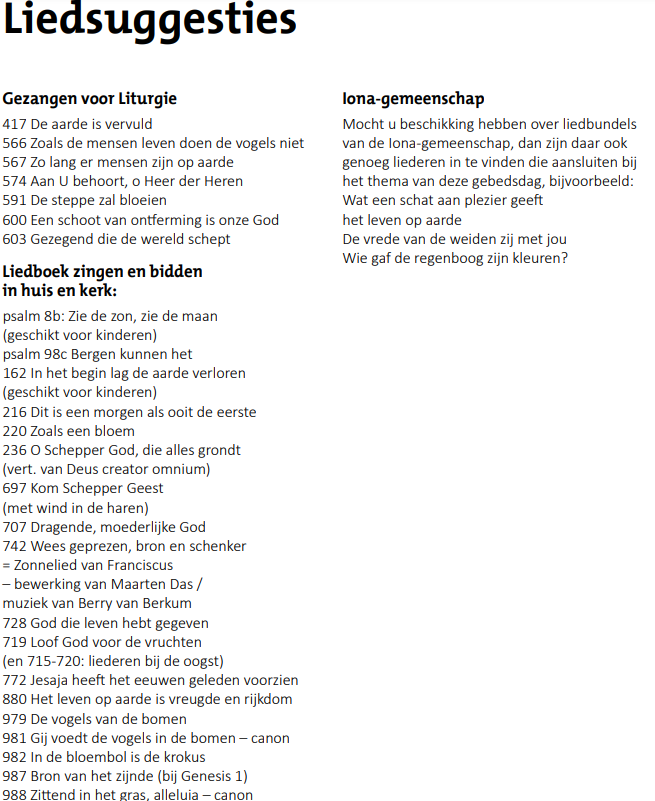 Liedsuggesties
Gezangen voor Liturgie
417 De aarde is vervuld
566 Zoals de mensen leven doen de vogels niet
567 Zo lang er mensen zijn op aarde
574 Aan U behoort, o Heer der Heren
591 De steppe zal bloeien
600 Een schoot van ontferming is onze God
603 Gezegend die de wereld schept
Liedboek zingen en bidden
in huis en kerk:
psalm 8b: Zie de zon, zie de maan
(geschikt voor kinderen)
psalm 98c Bergen kunnen het
162 In het begin lag de aarde verloren
(geschikt voor kinderen)
216 Dit is een morgen als ooit de eerste
220 Zoals een bloem
236 O Schepper God, die alles grondt
(vert. van Deus creator omnium)
697 Kom Schepper Geest
(met wind in de haren)
707 Dragende, moederlijke God
742 Wees geprezen, bron en schenker
= Zonnelied van Franciscus
– bewerking van Maarten Das /
muziek van Berry van Berkum
728 God die leven hebt gegeven
719 Loof God voor de vruchten
(en 715-720: liederen bij de oogst)
772 Jesaja heeft het eeuwen geleden voorzien
880 Het leven op aarde is vreugde en rijkdom
979 De vogels van de bomen
981 Gij voedt de vogels in de bomen – canon
982 In de bloembol is de krokus
987 Bron van het zijnde (bij Genesis 1)
988 Zittend in het gras, alleluia – canon
Iona-gemeenschap
Mocht u beschikking hebben over liedbundels
van de Iona-gemeenschap, dan zijn daar ook
genoeg liederen in te vinden die aansluiten bij
het thema van deze gebedsdag, bijvoorbeeld:
Wat een schat aan plezier geeft
het leven op aarde
De vrede van de weiden zij met jou
Wie gaf de regenboog zijn kleuren?